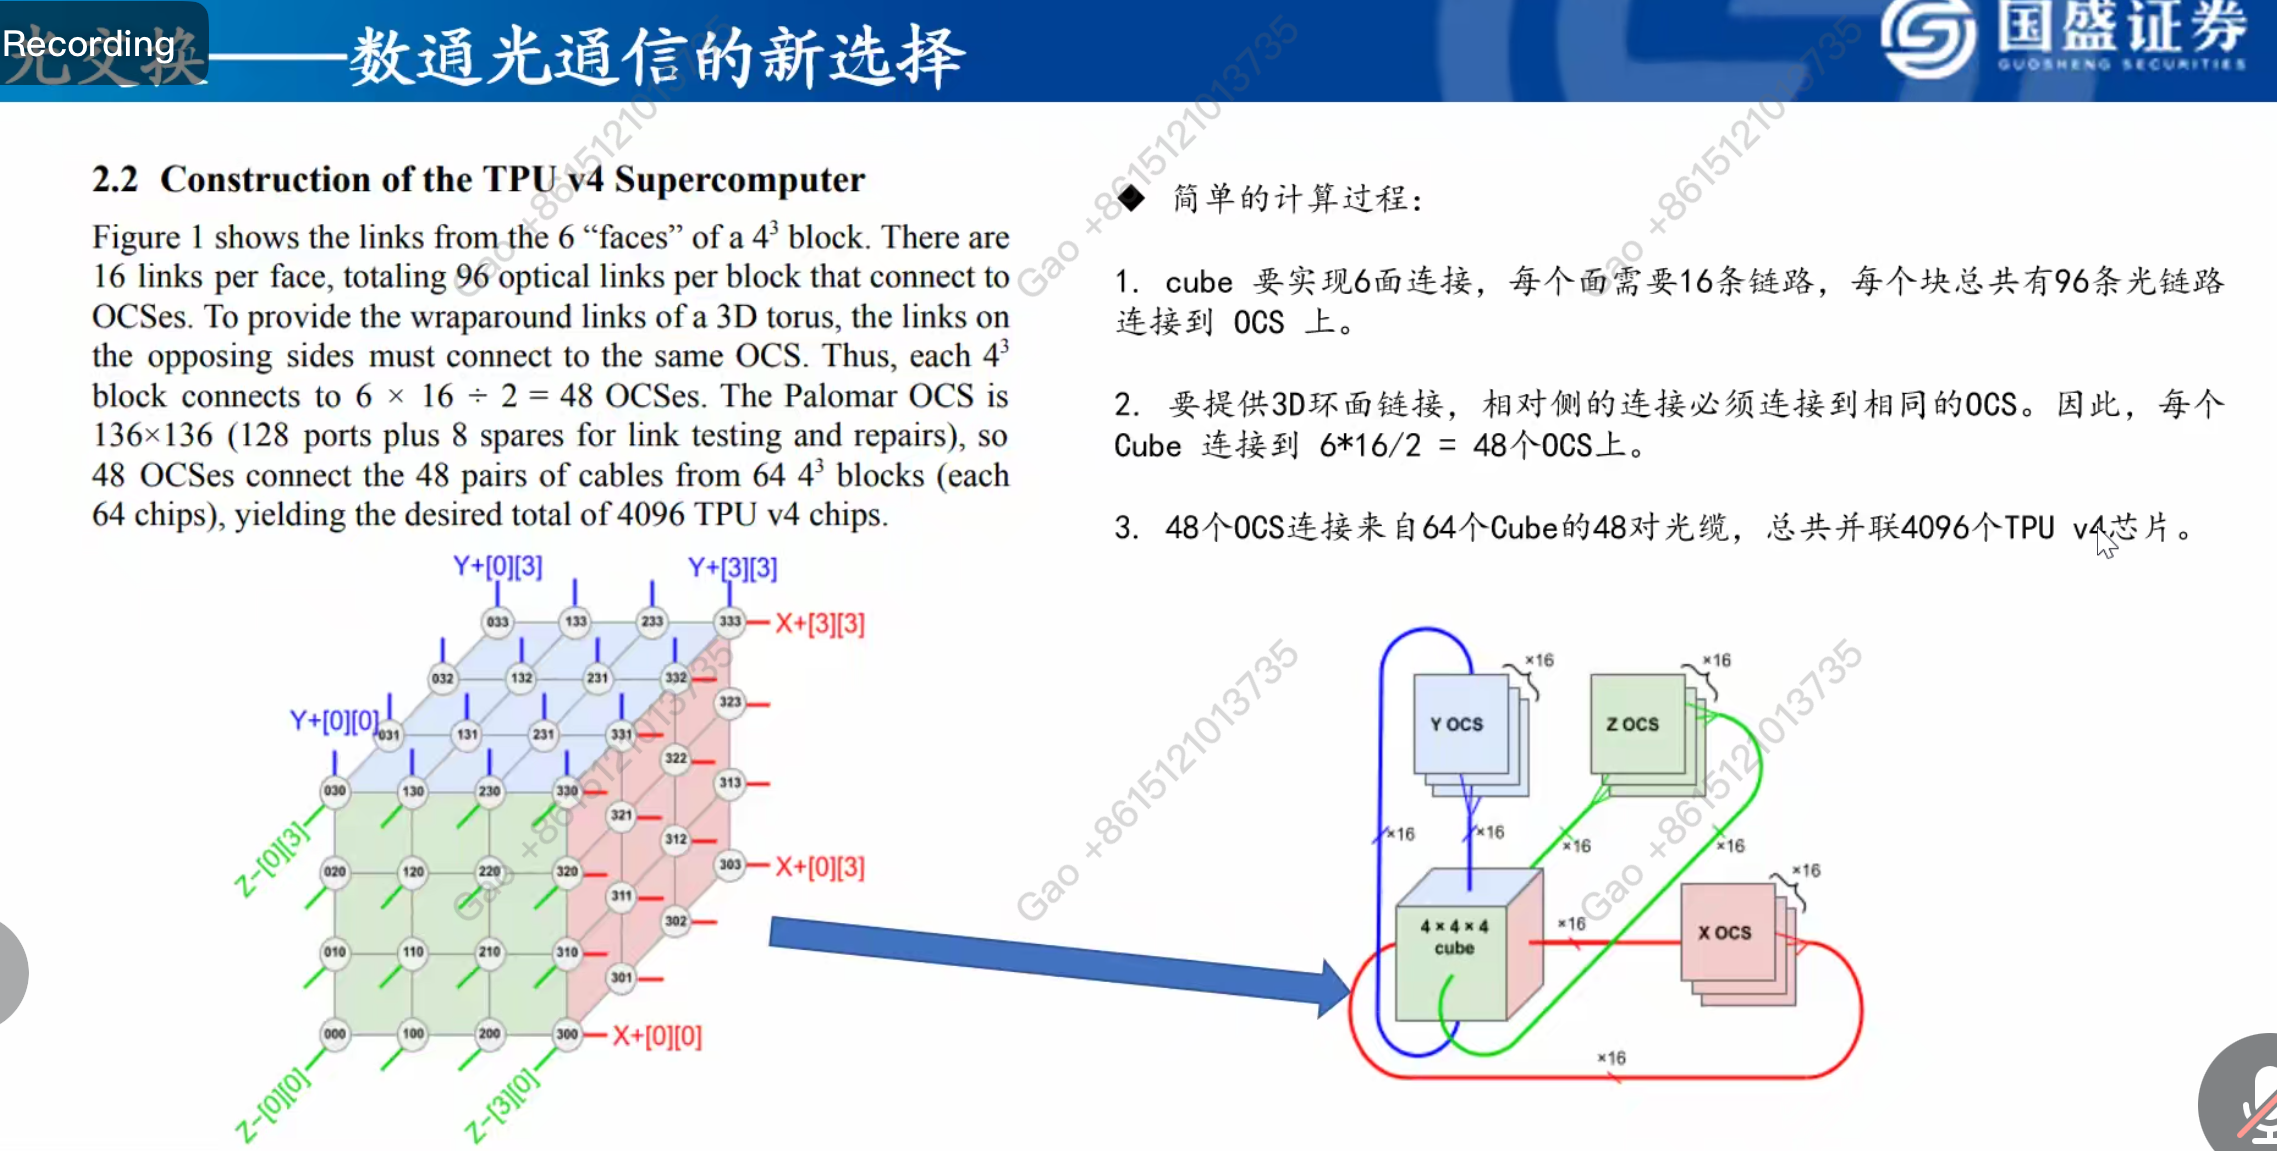 Recording
光交换——数通光通信的新选择
国盛证券
GUOSHENG SECURITIES
2.2 Construction of the TPU v4 Supercomputer
Figure 1 shows the links from the 6 “faces” of a 4³ block. There are
16 links per face, totaling 96 optical links per block that connect to
OCSes. To provide the wraparound links of a 3D torus, the links on
the opposing sides must connect to the same OCS. Thus, each 4³
block connects to 6 × 16 ÷ 2 = 48 OCSes. The Palomar OCS is
136×136 (128 ports plus 8 spares for link testing and repairs), so
48 OCSes connect the 48 pairs of cables from 64 4³ blocks (each
64 chips), yielding the desired total of 4096 TPU v4 chips.
◆ 简单的计算过程：
1. cube 要实现6面连接，每个面需要16条链路，每个块总共有96条光链路
连接到 OCS 上。
2. 要提供3D环面链接，相对侧的连接必须连接到相同的OCS。因此，每个
Cube 连接到 6*16/2 = 48个OCS上。
3. 48个OCS连接来自64个Cube的48对光缆，总共并联4096个TPU v4芯片。
Y+[0][3]
Y+[3][3]
033 133 233 333
X+[3][3]
032 132 231 332
323
Y+[0][0]
031 131 231 331
322
313
030 130 230 330
321
312
Z-[0][3]
020 120 220 320
303
X+[0][3]
311
302
010 110 210 310
301
000 100 200 300
X+[0][0]
Z-[0][0]
Z-[3][0]
Y OCS
×16
Z OCS
×16
×16
×16
×16
×16
4 × 4 × 4
cube
×16
X OCS
×16
×16
Gao +8615121013735
Gao +8615121013735
Gao +8615121013735
Gao +8615121013735
Gao +8615121013735
Gao +8615121013735